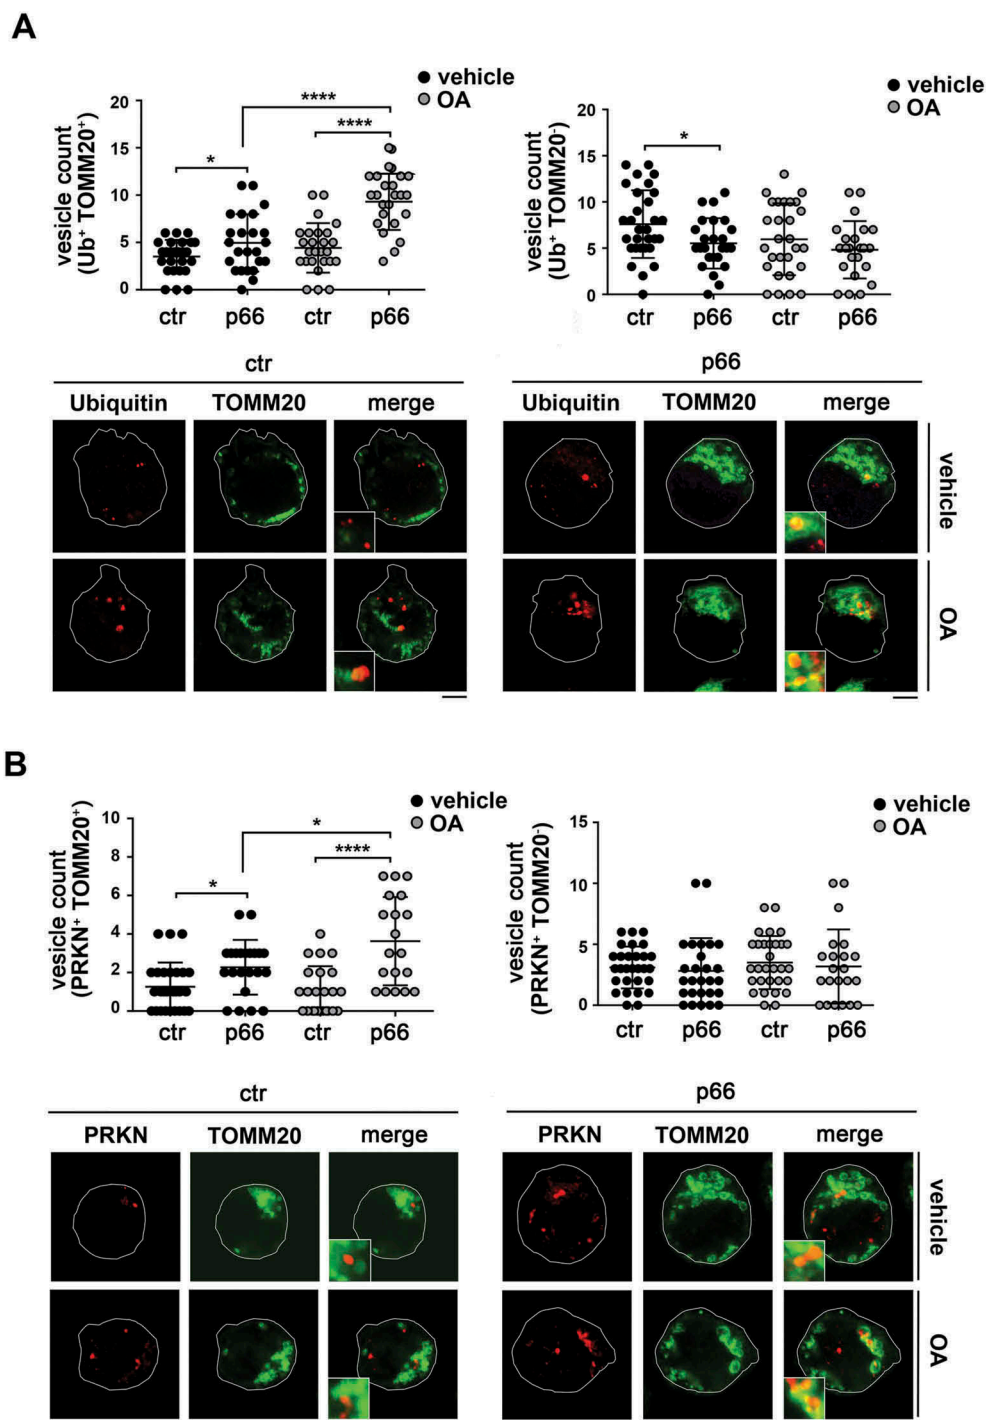 A
vehicle
OA
vesicle count
(Ub⁺ TOMM20⁺)
20
15
10
5
0
*
****
****
ctr p66 ctr p66
vehicle
OA
vesicle count
(Ub⁺ TOMM20⁻)
20
15
10
5
0
*
ctr p66 ctr p66
ctr
Ubiquitin TOMM20 merge
p66
Ubiquitin TOMM20 merge
vehicle
OA
B
vehicle
OA
vesicle count
(PRKN⁺ TOMM20⁺)
10
8
6
4
2
0
*
*
****
ctr p66 ctr p66
vehicle
OA
vesicle count
(PRKN⁺ TOMM20⁻)
15
10
5
0
ctr p66 ctr p66
ctr
PRKN TOMM20 merge
p66
PRKN TOMM20 merge
vehicle
OA